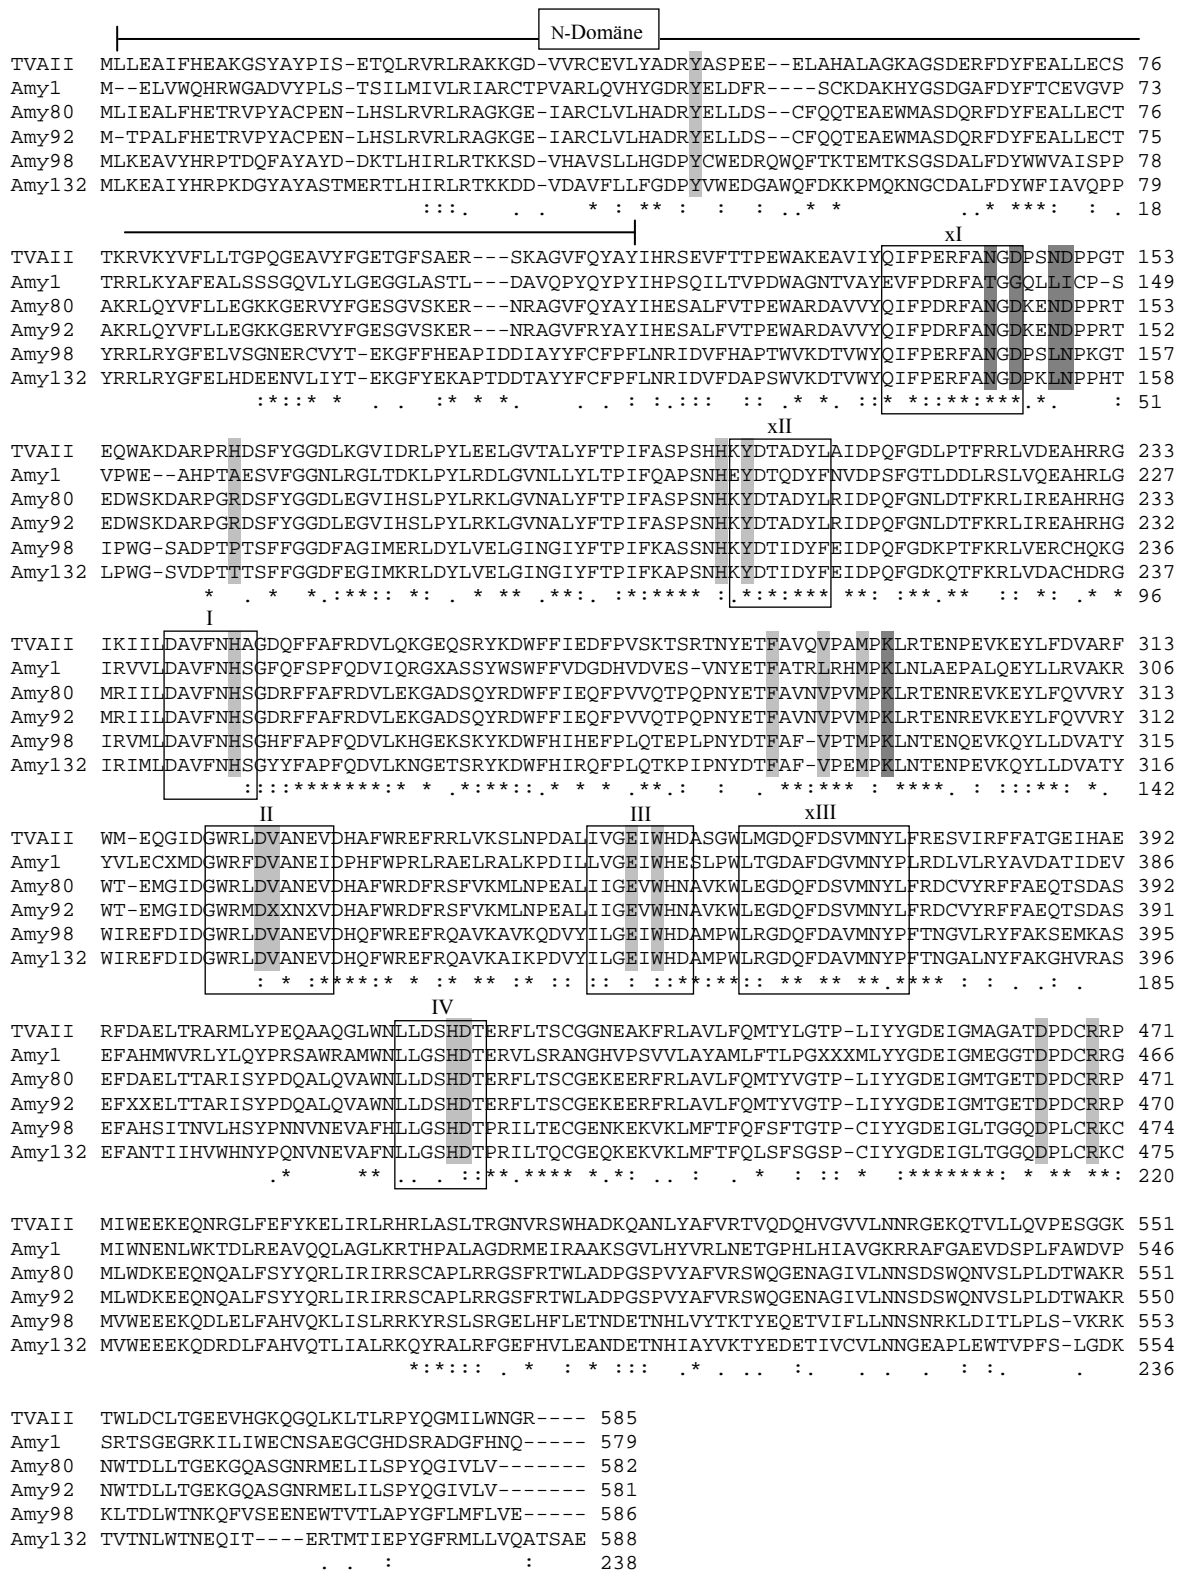 N-Domäne
TVAII MLLEAIFHEAKGSYAYPIS-ETQLRVRLRAKKGD-VVRCEVLYADRYASPEE--ELAHALAGKAGSDERFDYFEALLECS 76
Amy1 M--ELVWQHRWGADVYPLS-TSILMIVLRIARCTPVARLQVHYGDRYELDFR----SCKDAKHYGSDGAFDYFTCEVGVP 73
Amy80 MLIEALFHETRVPYACPEN-LHSLRVRLRAGKGE-IARCLVLHADRYELLDS--CFQQTEAEWMASDQRFDYFEALLECT 76
Amy92 M-TPALFHETRVPYACPEN-LHSLRVRLRAGKGE-IARCLVLHADRYELLDS--CFQQTEAEWMASDQRFDYFEALLECT 75
Amy98 MLKEAVYHRPTDQFAYAYD-DKTLHIRLRTKKSD-VHAVSLLHGDPYCWEDRQWQFTKTEMTKSGSDALFDYWWVAISPP 78
Amy132 MLKEAIYHRPKDGYAYASTMERTLHIRLRTKKDD-VDAVFLLFGDPYVWEDGAWQFDKKPMQKNGCDALFDYWFIAVQPP 79
:::. . . * : ** : : . ..* * ..* ***: : . 18
xI
TVAII TKRVKYVFLLTGPQGEAVYFGETGFSAER---SKAGVFQYAYIHRSEVFTTPEWAKEAVIYQIFPERFANGDPSNDPPGT 153
Amy1 TRRLKYAFEALSSSGQVLYLGEGGLASTL---DAVQPYQYPYIHPSQILTVPDWAGNTVAYEVFPDRFATGGQLLICP-S 149
Amy80 AKRLQYVFLLEGKKGERVYFGESGVSKER---NRAGVFQYAYIHESALFVTPEWARDAVVYQIFPDRFANGDKENDPPRT 153
Amy92 AKRLQYVFLLEGKKGERVYFGESGVSKER---NRAGVFRYAYIHESALFVTPEWARDAVVYQIFPDRFANGDKENDPPRT 152
Amy98 YRRLRYGFELVSGNERCVYT-EKGFFHEAPIDDIAYYFCFPFLNRIDVFHAPTWVKDTVWYQIFPERFANGDPSLNPKGT 157
Amy132 YRRLRYGFELHDEENVLIYT-EKGFYEKAPTDDTAYYFCFPFLNRIDVFDAPSWVKDTVWYQIFPERFANGDPKLNPPHT 158
:*::* * . . :* *. . : .:::. :: .* *. ::* *::**:***.*. : 51
xII
TVAII EQWAKDARPRHDSFYGGDLKGVIDRLPYLEELGVTALYFTPIFASPSHHKYDTADYLAIDPQFGDLPTFRRLVDEAHRRG 233
Amy1 VPWE--AHPTAESVFGGNLRGLTDKLPYLRDLGVNLLYLTPIFQAPSNHEYDTQDYFNVDPSFGTLDDLRSLVQEAHRLG 227
Amy80 EDWSKDARPGRDSFYGGDLEGVIHSLPYLRKLGVNALYFTPIFASPSNHKYDTADYLRIDPQFGNLDTFKRLIREAHRHG 233
Amy92 EDWSKDARPGRDSFYGGDLEGVIHSLPYLRKLGVNALYFTPIFASPSNHKYDTADYLRIDPQFGNLDTFKRLIREAHRHG 232
Amy98 IPWG-SADPTPTSFFGGDFAGIMERLDYLVELGINGIYFTPIFKASSNHKYDTIDYFEIDPQFGDKPTFKRLVERCHQKG 236
Amy132 LPWG-SVDPTTTSFFGGDFEGIMKRLDYLVELGINGIYFTPIFKAPSNHKYDTIDYFEIDPQFGDKQTFKRLVDACHDRG 237
* . * *.:**:: *: * ** .**:. :*:**** :.*:*:*** **: :**.** :: *: .* * 96
I
TVAII IKIILDAVFNHAGDQFFAFRDVLQKGEQSRYKDWFFIEDFPVSKTSRTNYETFAVQVPAMPKLRTENPEVKEYLFDVARF 313
Amy1 IRVVLDAVFNHSGFQFSPFQDVIQRGXASSYWSWFFVDGDHVDVES-VNYETFATRLRHMPKLNLAEPALQEYLLRVAKR 306
Amy80 MRIILDAVFNHSGDRFFAFRDVLEKGADSQYRDWFFIEQFPVVQTPQPNYETFAVNVPVMPKLRTENREVKEYLFQVVRY 313
Amy92 MRIILDAVFNHSGDRFFAFRDVLEKGADSQYRDWFFIEQFPVVQTPQPNYETFAVNVPVMPKLRTENREVKEYLFQVVRY 312
Amy98 IRVMLDAVFNHSGHFFAPFQDVLKHGEKSKYKDWFHIHEFPLQTEPLPNYDTFAF-VPTMPKLNTENQEVKQYLLDVATY 315
Amy132 IRIMLDAVFNHSGYYFAPFQDVLKNGETSRYKDWFHIRQFPLQTKPIPNYDTFAF-VPEMPKLNTENPEVKQYLLDVATY 316
::::*******:* * .*:**::.* * * .**.: : . **:*** : ****. : ::**: *. 142
II III xIII
TVAII WM-EQGIDGWRLDVANEVDHAFWREFRRLVKSLNPDALIVGEIWHDASGWLMGDQFDSVMNYLFRESVIRFFATGEIHAE 392
Amy1 YVLECXMDGWRFDVANEIDPHFWPRLRAELRALKPDILLVGEIWHESLPWLTGDAFDGVMNYPLRDLVLRYAVDATIDEV 386
Amy80 WT-EMGIDGWRLDVANEVDHAFWRDFRSFVKMLNPEALIIGEVWHNAVKWLEGDQFDSVMNYLFRDCVYRFFAEQTSDAS 392
Amy92 WT-EMGIDGWRMDXXNXVDHAFWRDFRSFVKMLNPEALIIGEVWHNAVKWLEGDQFDSVMNYLFRDCVYRFFAEQTSDAS 391
Amy98 WIREFDIDGWRLDVANEVDHQFWREFRQAVKAVKQDVYILGEIWHDAMPWLRGDQFDAVMNYPFTNGVLRYFAKSEMKAS 395
Amy132 WIREFDIDGWRLDVANEVDHQFWREFRQAVKAIKPDVYILGEIWHDAMPWLRGDQFDAVMNYPFTNGALNYFAKGHVRAS 396
: * :****:* * :* ** :* :: :: : ::**:**:: ** ** **.**** : : . .: . 185
IV
TVAII RFDAELTRARMLYPEQAAQGLWNLLDSHDTERFLTSCGGNEAKFRLAVLFQMTYLGTP-LIYYGDEIGMAGATDPDCRRP 471
Amy1 EFAHMWVRLYLQYPRSAWRAMWNLLGSHDTERVLSRANGHVPSVVLAYAMLFTLPGXXXMLYYGDEIGMEGGTDPDCRRG 466
Amy80 EFDAELTTARISYPDQALQVAWNLLDSHDTERFLTSCGEKEERFRLAVLFQMTYVGTP-LIYYGDEIGMTGETDPDCRRP 471
Amy92 EFXXELTTARISYPDQALQVAWNLLDSHDTERFLTSCGEKEERFRLAVLFQMTYVGTP-LIYYGDEIGMTGETDPDCRRP 470
Amy98 EFAHSITNVLHSYPNNVNEVAFHLLGSHDTPRILTECGENKEKVKLMFTFQFSFTGTP-CIYYGDEIGLTGGQDPLCRKC 474
Amy132 EFANTIIHVWHNYPQNVNEVAFNLLGSHDTPRILTQCGEQKEKVKLMFTFQLSFSGSP-CIYYGDEIGLTGGQDPLCRKC 475
.* ** . . . ::**.**** *.*: .. : . * : :: * :*******: * ** **: 220
TVAII MIWEEKEQNRGLFEFYKELIRLRHRLASLTRGNVRSWHADKQANLYAFVRTVQDQHVGVVLNNRGEKQTVLLQVPESGGK 551
Amy1 MIWNENLWKTDLREAVQQLAGLKRTHPALAGDRMEIRAAKSGVLHYVRLNETGPHLHIAVGKRRAFGAEVDSPLFAWDVP 546
Amy80 MLWDKEEQNQALFSYYQRLIRIRRSCAPLRRGSFRTWLADPGSPVYAFVRSWQGENAGIVLNNSDSWQNVSLPLDTWAKR 551
Amy92 MLWDKEEQNQALFSYYQRLIRIRRSCAPLRRGSFRTWLADPGSPVYAFVRSWQGENAGIVLNNSDSWQNVSLPLDTWAKR 550
Amy98 MVWEEEKQDLELFAHVQKLISLRRKYRSLSRGELHFLETNDETNHLVYTKTYEQETVIFLLNNSNRKLDITLPLS-VKRK 553
Amy132 MVWEEEKQDRDLFAHVQTLIALRKQYRALRFGEFHVLEANDETNHIAYVKTYEDETIVCVLNNGEAPLEWTVPFS-LGDK 554
*:*::: . * : * ::: .* . . . : . . . : :. . 236
TVAII TWLDCLTGEEVHGKQGQLKLTLRPYQGMILWNGR---- 585
Amy1 SRTSGEGRKILIWECNSAEGCGHDSRADGFHNQ----- 579
Amy80 NWTDLLTGEKGQASGNRMELILSPYQGIVLV------- 582
Amy92 NWTDLLTGEKGQASGNRMELILSPYQGIVLV------- 581
Amy98 KLTDLWTNKQFVSEENEWTVTLAPYGFLMFLVE----- 586
Amy132 TVTNLWTNEQIT----ERTMTIEPYGFRMLLVQATSAE 588
. . : : 238